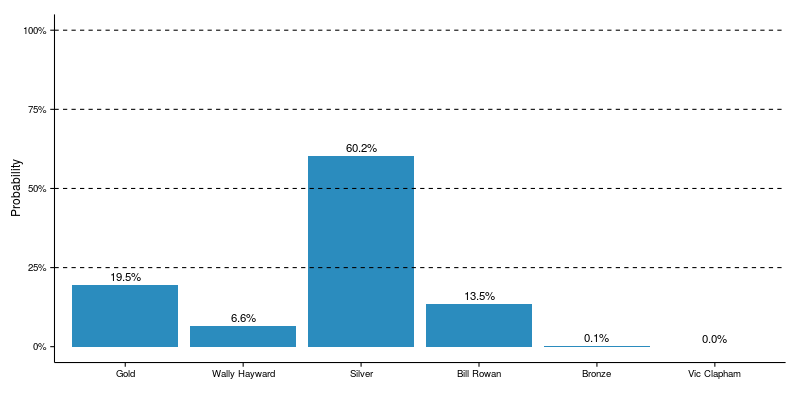 Probability
100%
75%
50%
25%
0%
19.5%
6.6%
60.2%
13.5%
0.1%
0.0%
Gold
Wally Hayward
Silver
Bill Rowan
Bronze
Vic Clapham